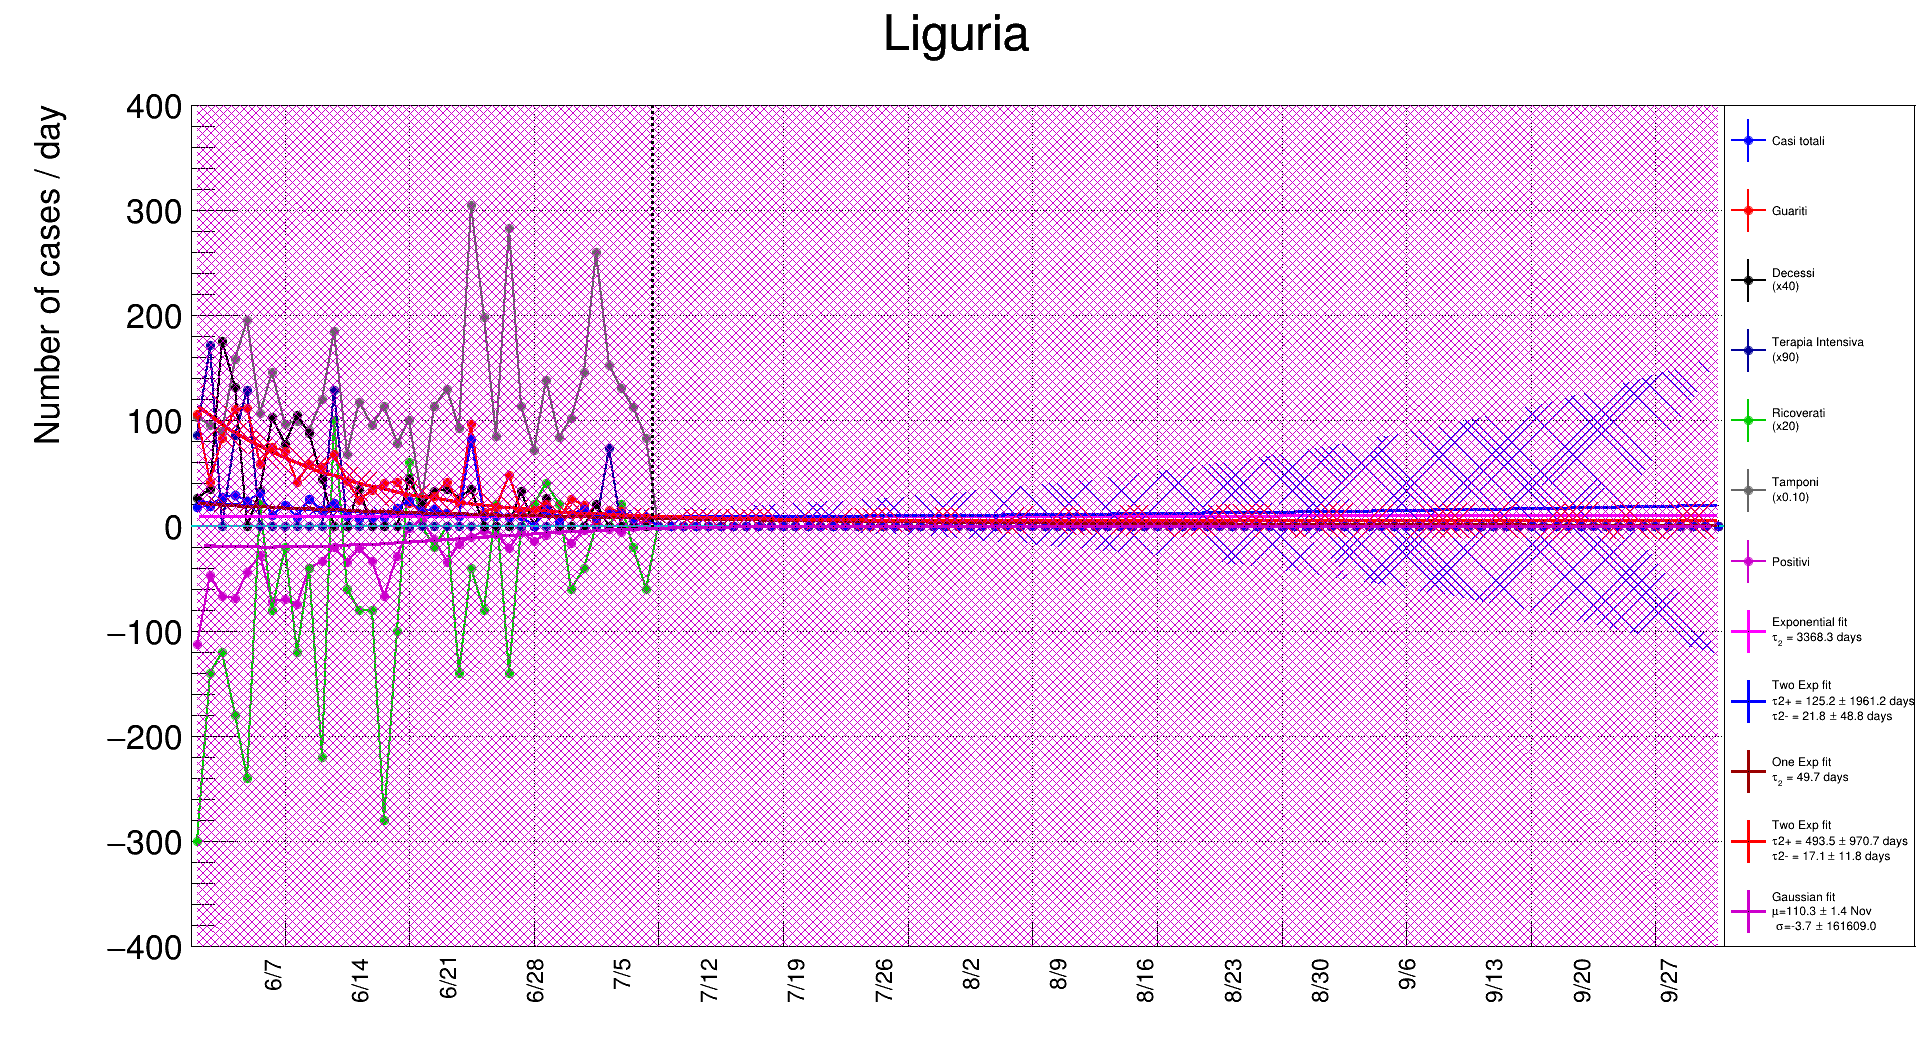 Liguria
Number of cases / day
400
300
200
100
0
−100
−200
−300
−400
6/7
6/14
6/21
6/28
7/5
7/12
7/19
7/26
8/2
8/9
8/16
8/23
8/30
9/6
9/13
9/20
9/27
Casi totali
Guariti
Decessi
(x40)
Terapia Intensiva
(x90)
Ricoverati
(x20)
Tamponi
(x0.10)
Positivi
Exponential fit
τ2 = 3368.3 days
Two Exp fit
τ2+ = 125.2 ± 1961.2 days
τ2- = 21.8 ± 48.8 days
One Exp fit
τ2 = 49.7 days
Two Exp fit
τ2+ = 493.5 ± 970.7 days
τ2- = 17.1 ± 11.8 days
Gaussian fit
μ=110.3 ± 1.4 Nov
σ=-3.7 ± 161609.0